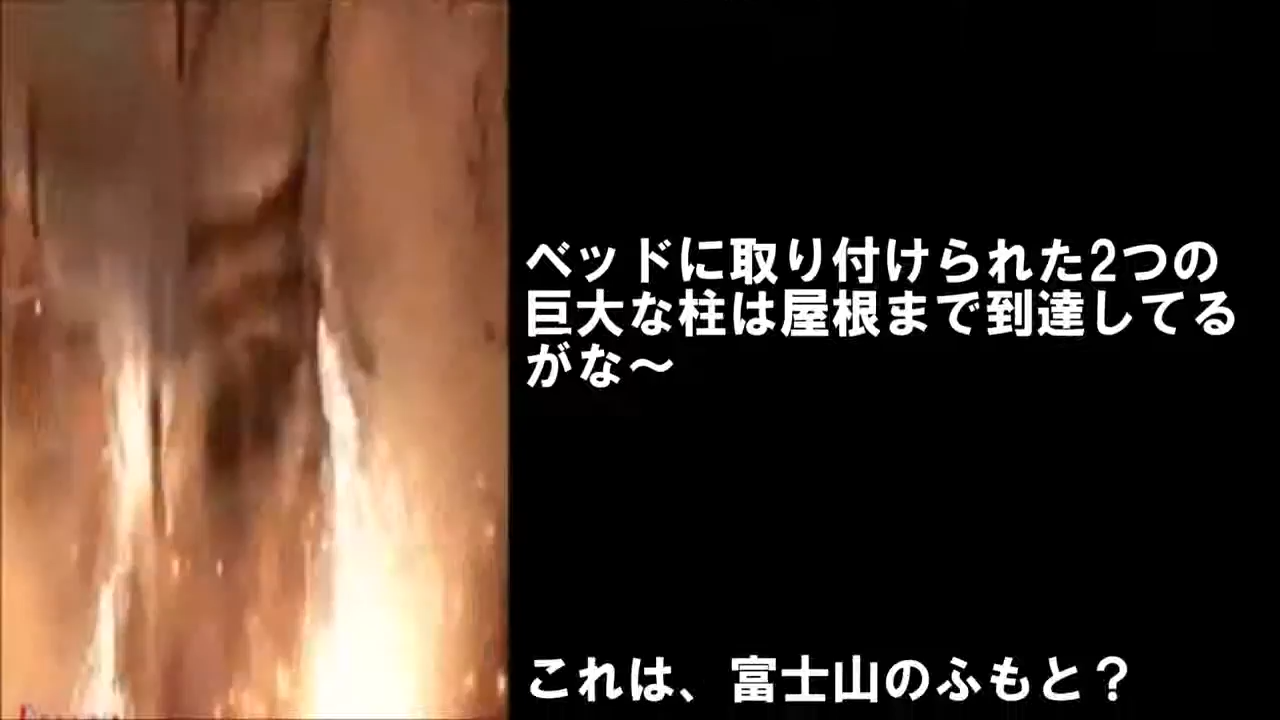 ベッドに取り付けられた2つの
巨大な柱は屋根まで到達してる
がな～
これは、富士山のふもと？